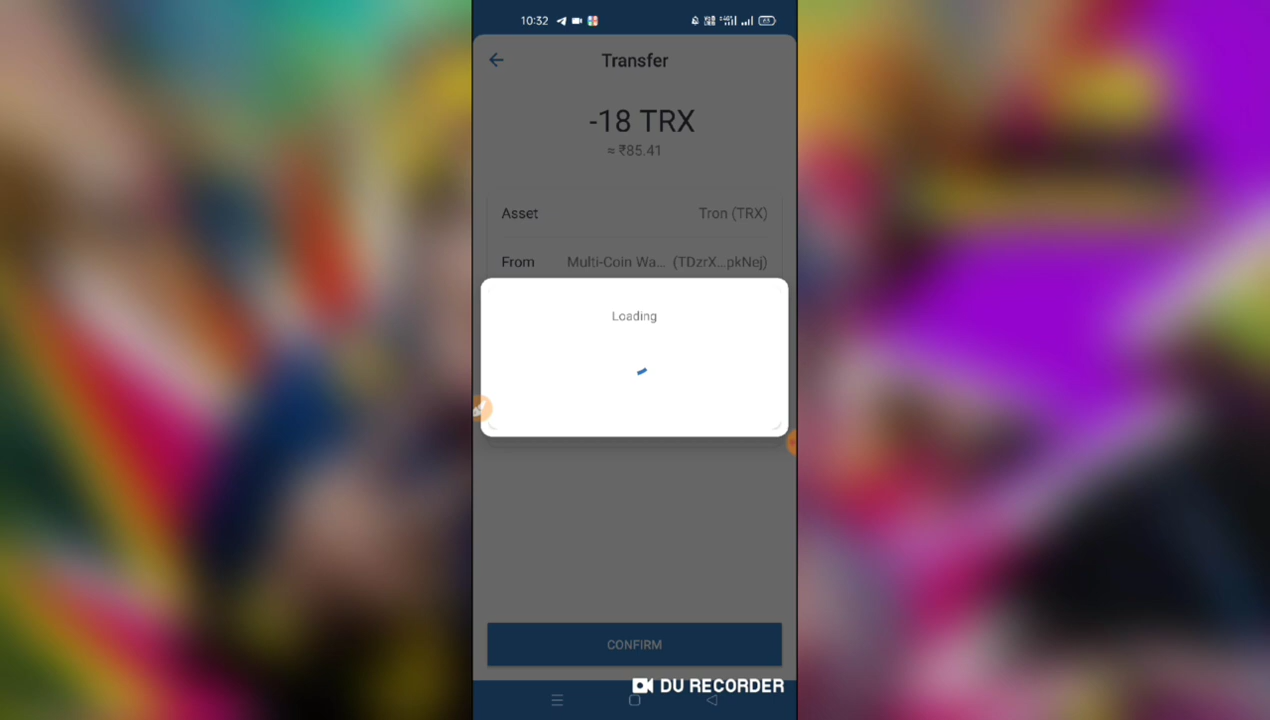 10:32
Transfer
-18 TRX
≈ ₹85.41
Asset Tron (TRX)
From Multi-Coin Wa... (TDzrX...pkNej)
Loading
CONFIRM
DU RECORDER